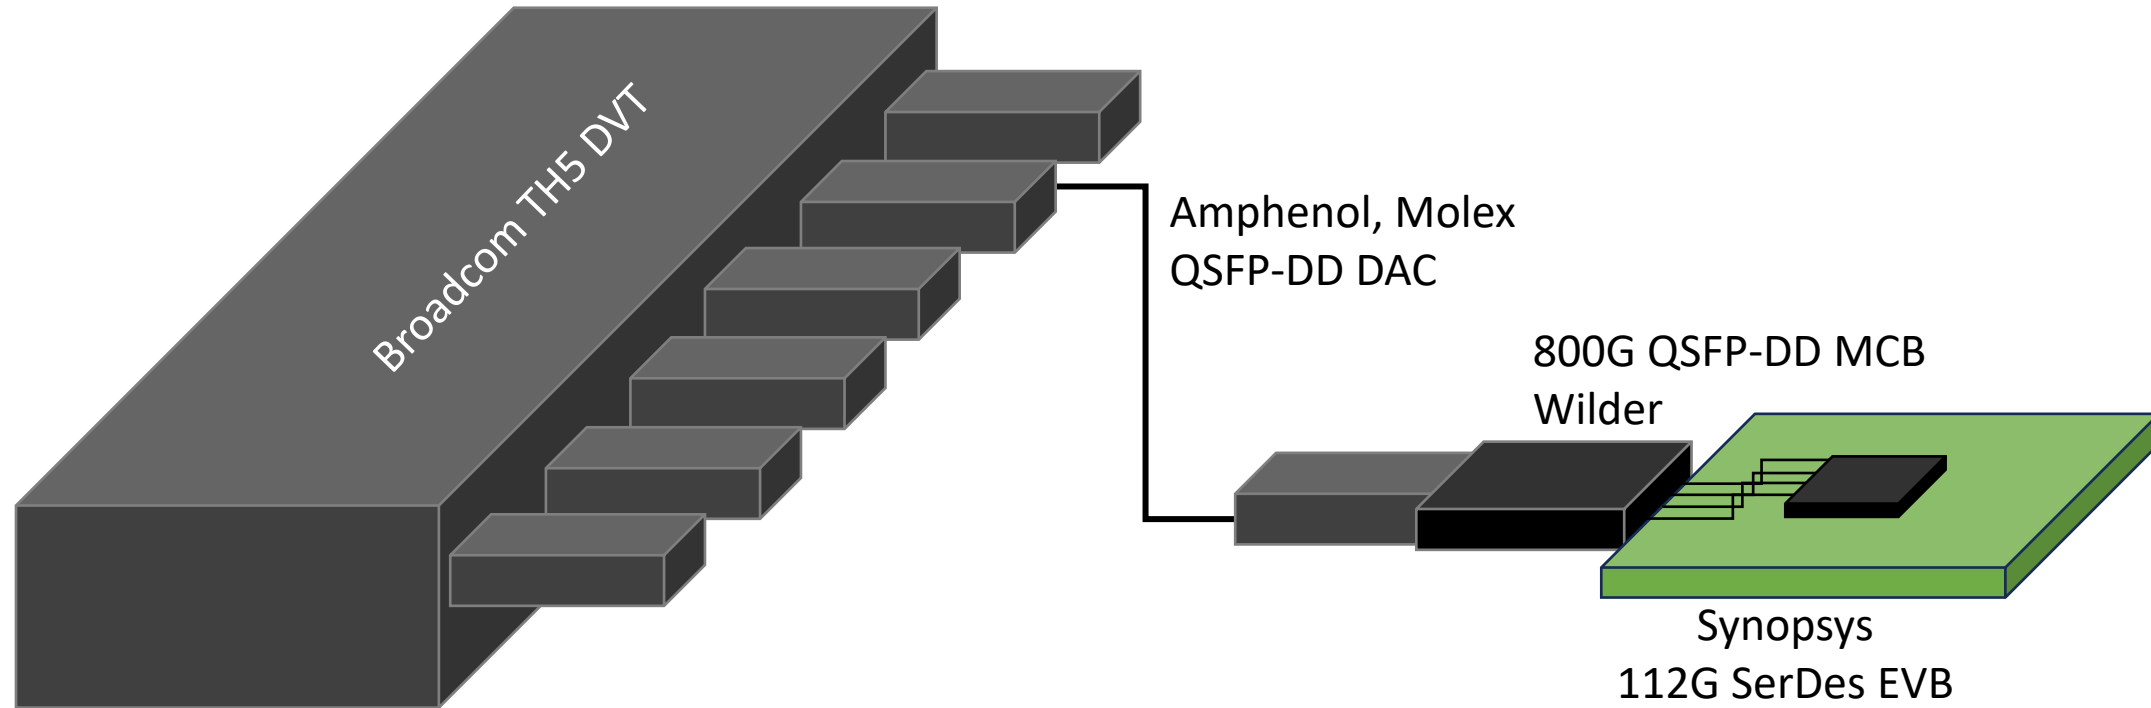 Broadcom TH5 DVT
Amphenol, Molex
QSFP-DD DAC
800G QSFP-DD MCB
Wilder
Synopsys
112G SerDes EVB